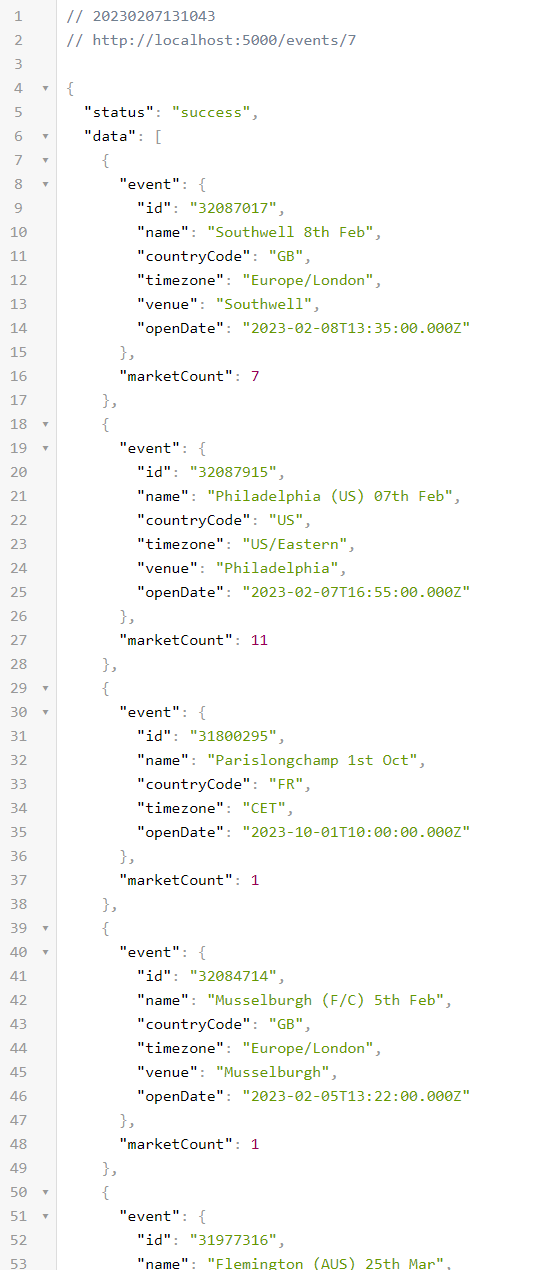 1 // 20230207131043
2 // http://localhost:5000/events/7
3
4 {
5 "status": "success",
6 "data": [
7 {
8 "event": {
9 "id": "32087017",
10 "name": "Southwell 8th Feb",
11 "countryCode": "GB",
12 "timezone": "Europe/London",
13 "venue": "Southwell",
14 "openDate": "2023-02-08T13:35:00.000Z"
15 },
16 "marketCount": 7
17 },
18 {
19 "event": {
20 "id": "32087915",
21 "name": "Philadelphia (US) 07th Feb",
22 "countryCode": "US",
23 "timezone": "US/Eastern",
24 "venue": "Philadelphia",
25 "openDate": "2023-02-07T16:55:00.000Z"
26 },
27 "marketCount": 11
28 },
29 {
30 "event": {
31 "id": "31800295",
32 "name": "Parislongchamp 1st Oct",
33 "countryCode": "FR",
34 "timezone": "CET",
35 "openDate": "2023-10-01T10:00:00.000Z"
36 },
37 "marketCount": 1
38 },
39 {
40 "event": {
41 "id": "32084714",
42 "name": "Musselburgh (F/C) 5th Feb",
43 "countryCode": "GB",
44 "timezone": "Europe/London",
45 "venue": "Musselburgh",
46 "openDate": "2023-02-05T13:22:00.000Z"
47 },
48 "marketCount": 1
49 },
50 {
51 "event": {
52 "id": "31977316",
53 "name": "Flemington (AUS) 25th Mar",